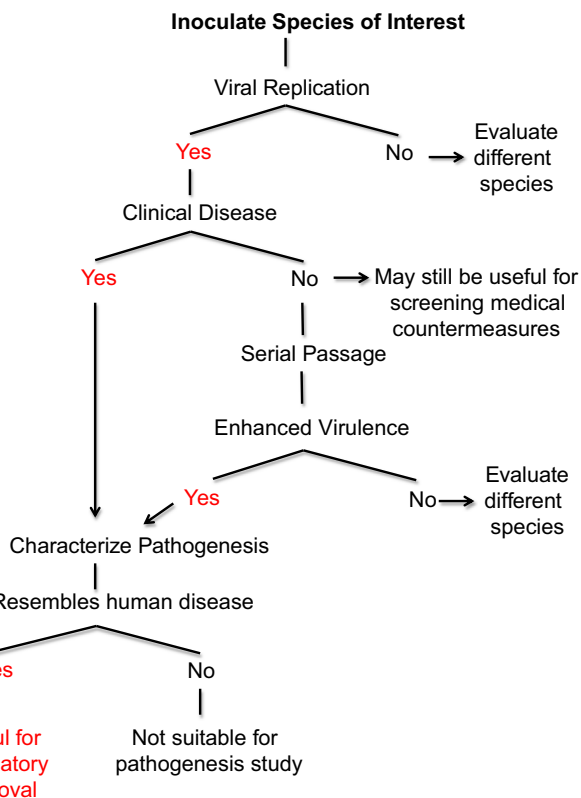 Inoculate Species of Interest
Viral Replication
Yes
No
Evaluate
different
species
Clinical Disease
Yes
No
May still be useful for
screening medical
countermeasures
Serial Passage
Enhanced Virulence
Yes
No
Evaluate
different
species
Characterize Pathogenesis
Resembles human disease
No
for
Not suitable for
pathogenesis study